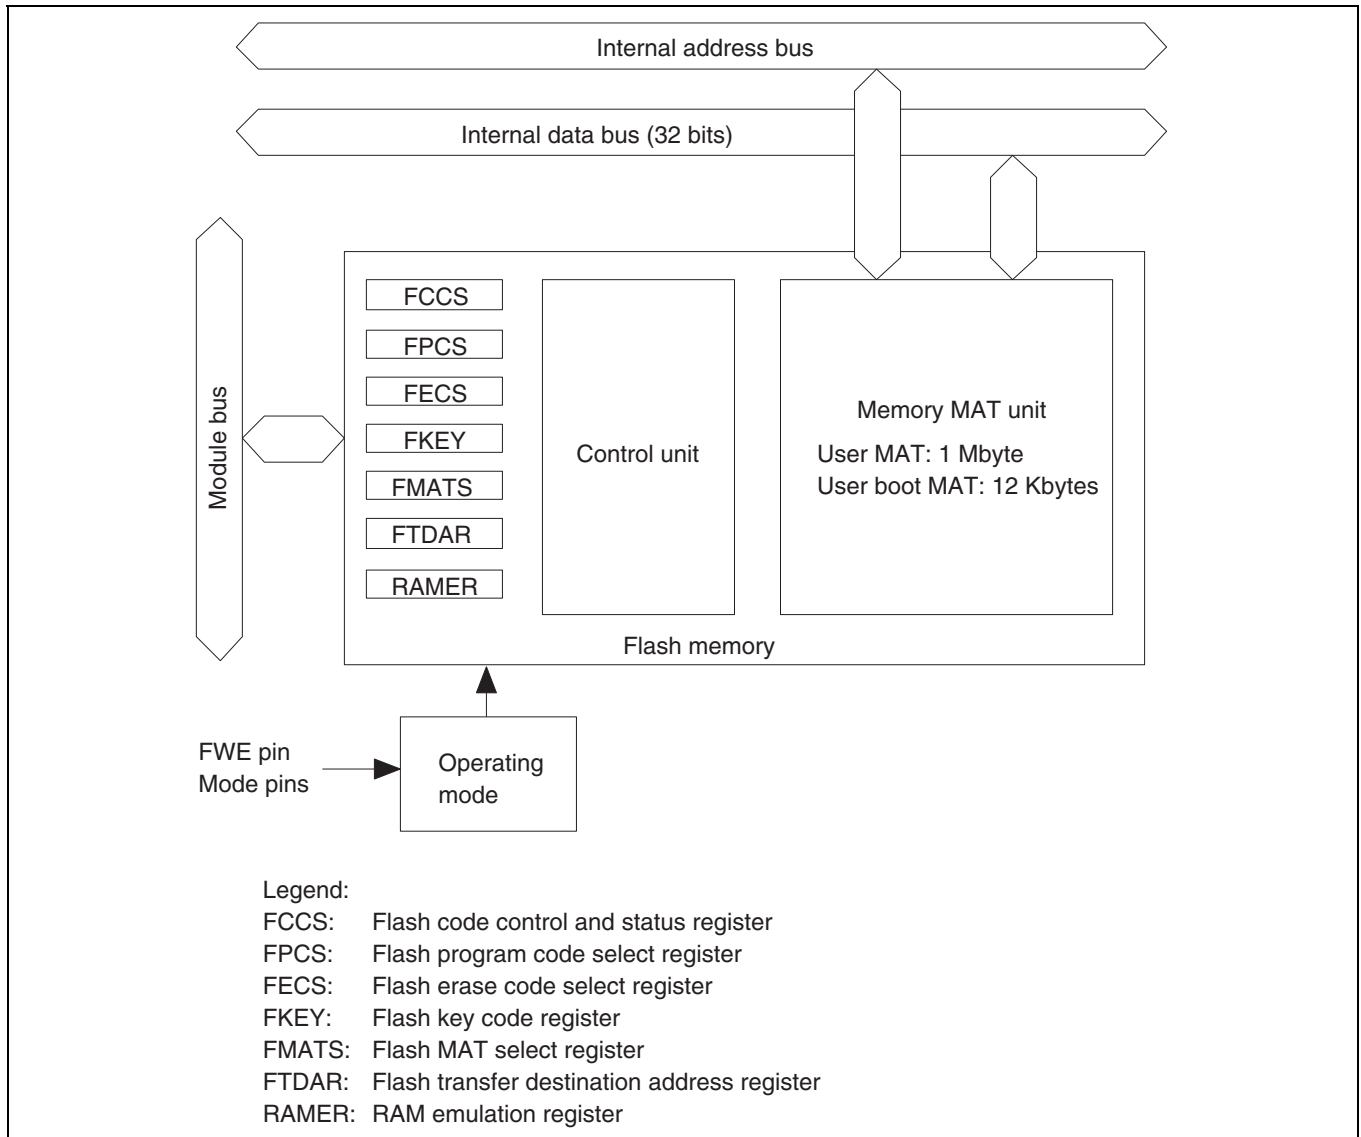 Internal address bus
Internal data bus (32 bits)
Module bus
FCCS
FPCS
FECS
FKEY
FMATS
FTDAR
RAMER
Control unit
Memory MAT unit
User MAT: 1 Mbyte
User boot MAT: 12 Kbytes
Flash memory
FWE pin
Mode pins
Operating
mode
Legend:
FCCS: Flash code control and status register
FPCS: Flash program code select register
FECS: Flash erase code select register
FKEY: Flash key code register
FMATS: Flash MAT select register
FTDAR: Flash transfer destination address register
RAMER: RAM emulation register